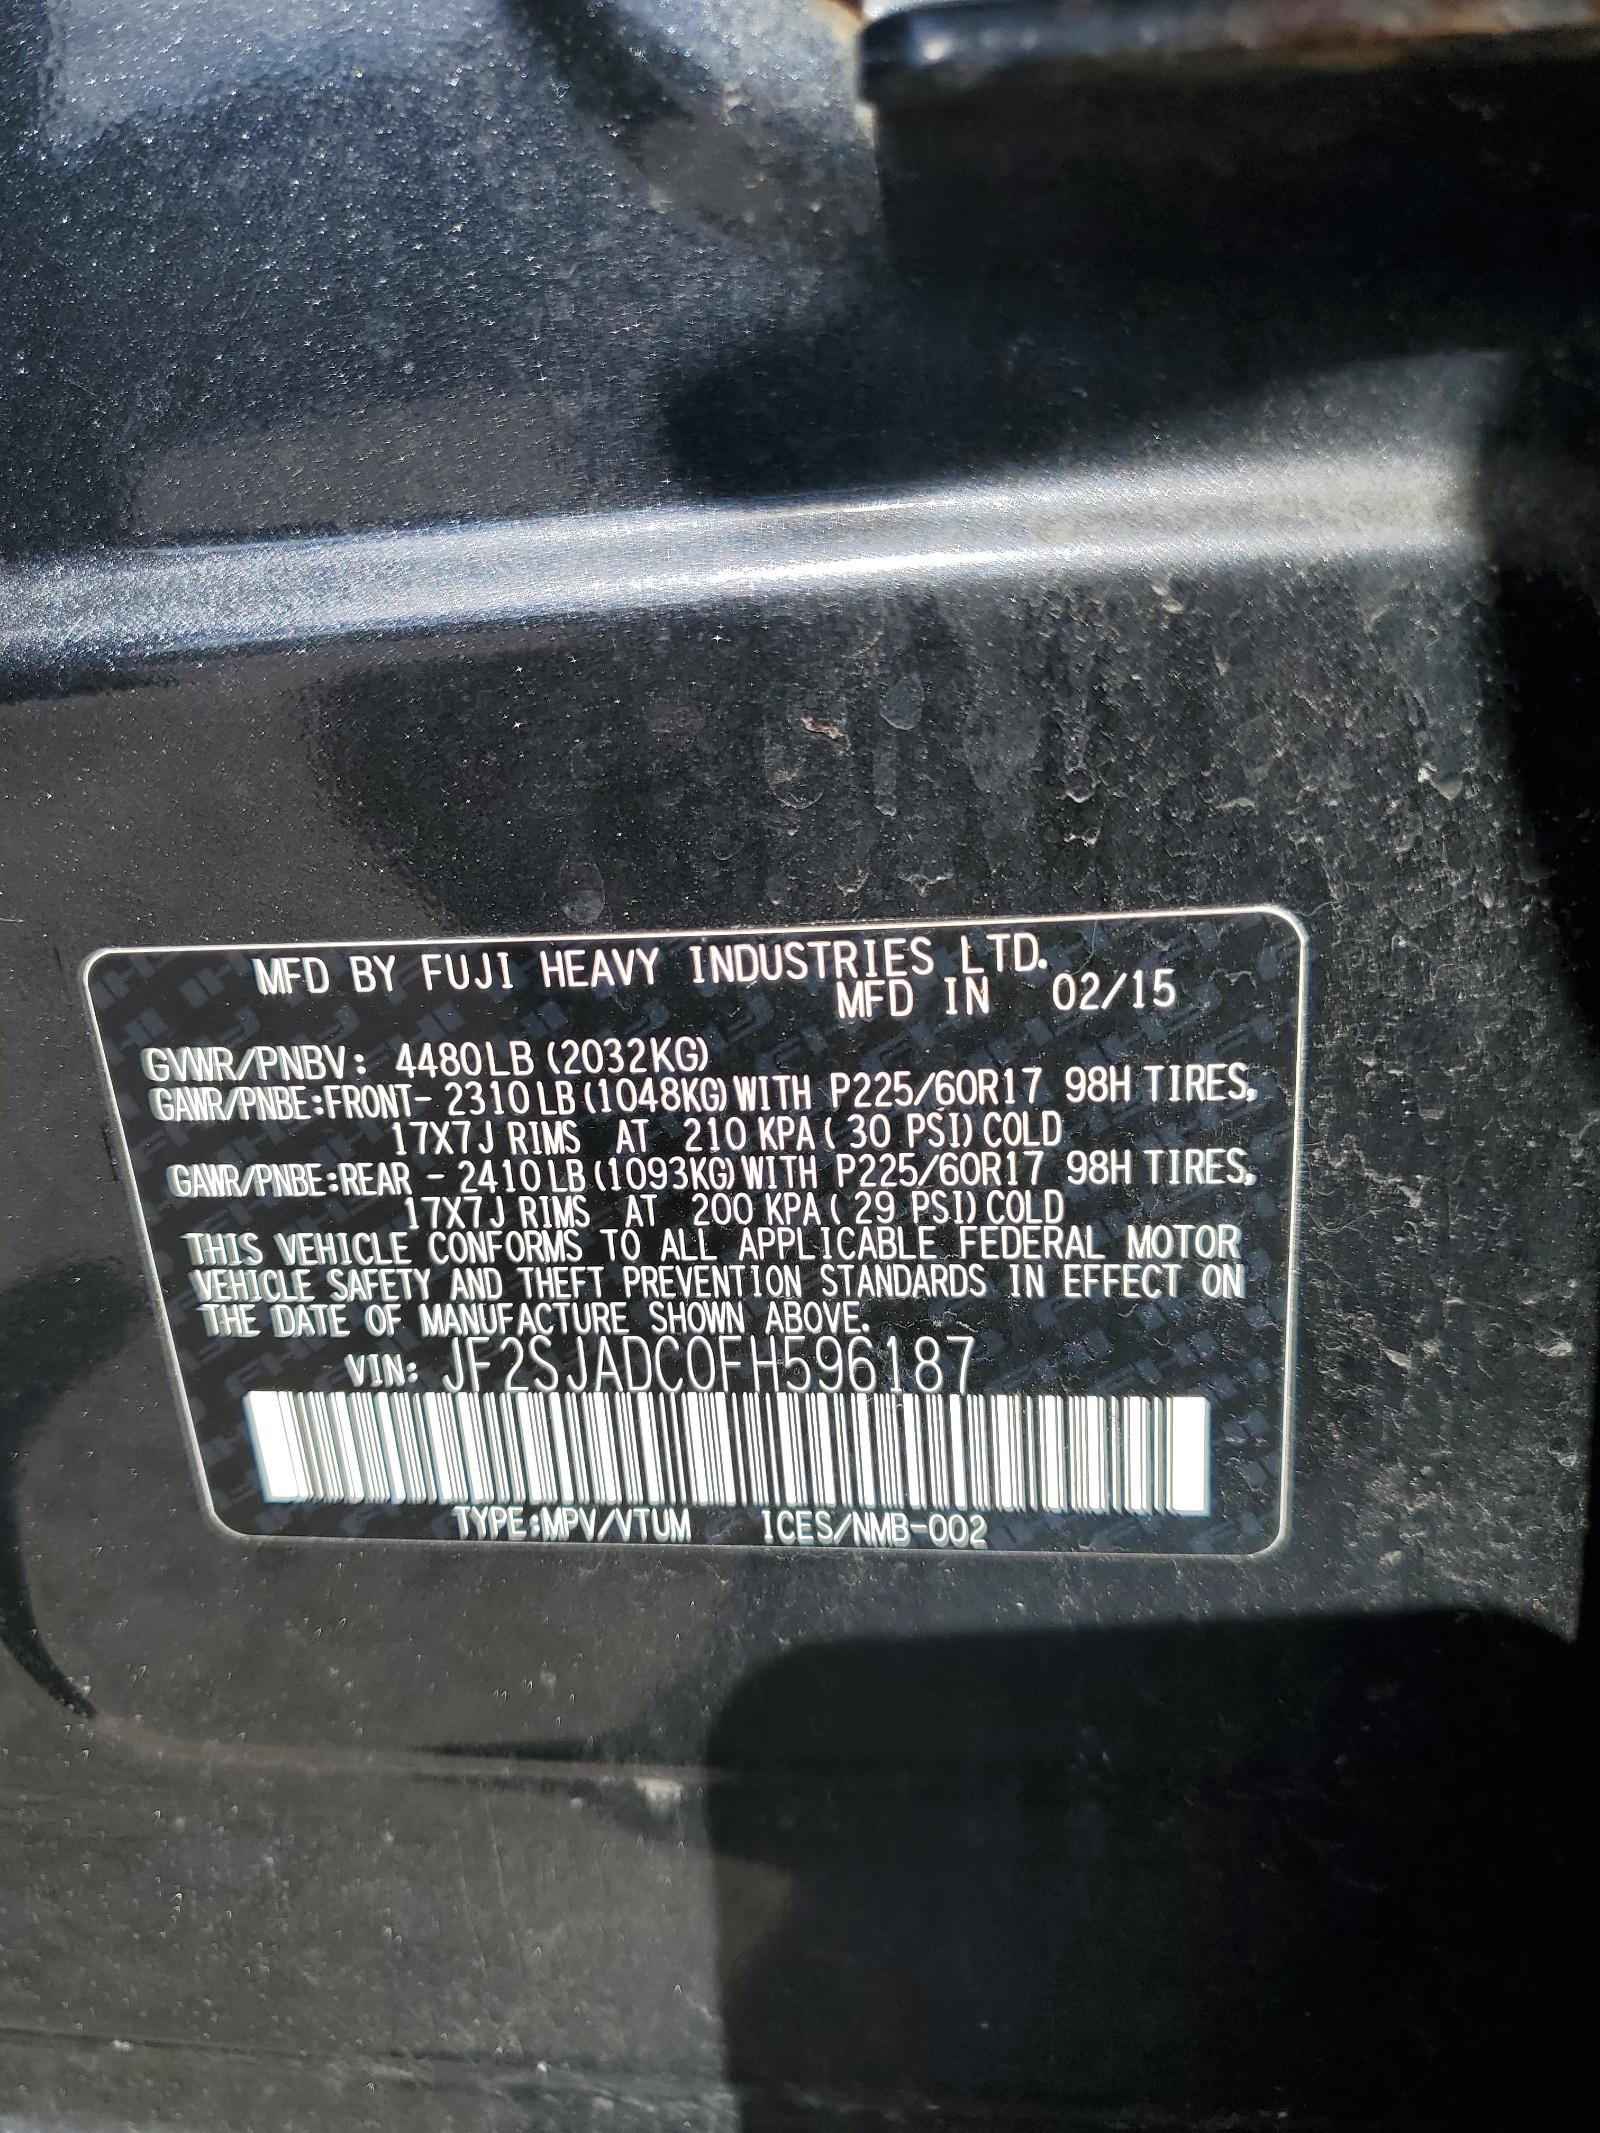 MFD BY FUJI HEAVY INDUSTRIES LTD.
MFD IN 02/15
GVWR/PNBV: 4480LB (2032KG)
GAWR/PNBE:FRONT- 2310LB (1048KG) WITH P225/60R17 98H TIRES,
17X7J RIMS AT 210 KPA ( 30 PSI) COLD
GAWR/PNBE:REAR - 2410LB (1093KG) WITH P225/60R17 98H TIRES,
17X7J RIMS AT 200 KPA ( 29 PSI) COLD
THIS VEHICLE CONFORMS TO ALL APPLICABLE FEDERAL MOTOR
VEHICLE SAFETY AND THEFT PREVENTION STANDARDS IN EFFECT ON
THE DATE OF MANUFACTURE SHOWN ABOVE.
VIN: JF2SJADC0FH596187
TYPE:MPV/VTUM ICES/NMB-002